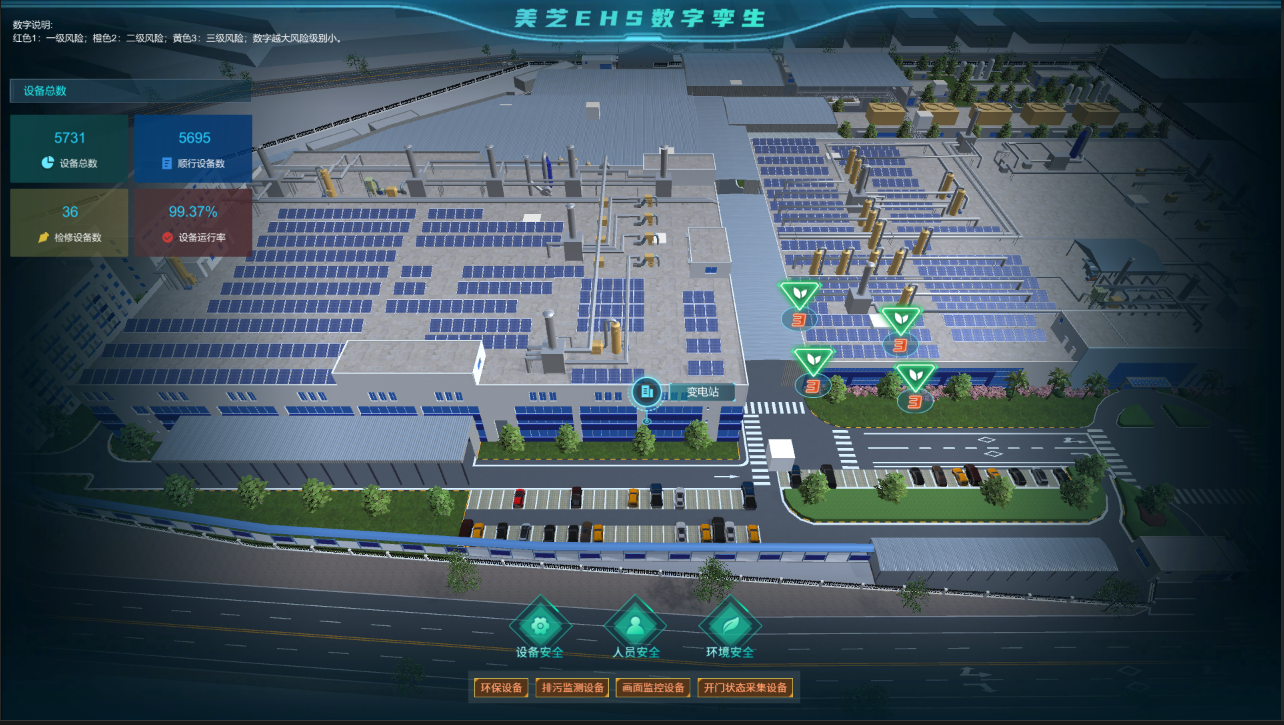 美芝EHS数字孪生
数字说明:
红色1：一级风险；橙色2：二级风险；黄色3：三级风险；数字越大风险级别小。
设备总数
5731
设备总数
5695
顺行设备数
36
检修设备数
99.37%
设备运行率
3
3
3
3
变电站
设备安全
人员安全
环境安全
环保设备
排污监测设备
画面监控设备
开门状态采集设备